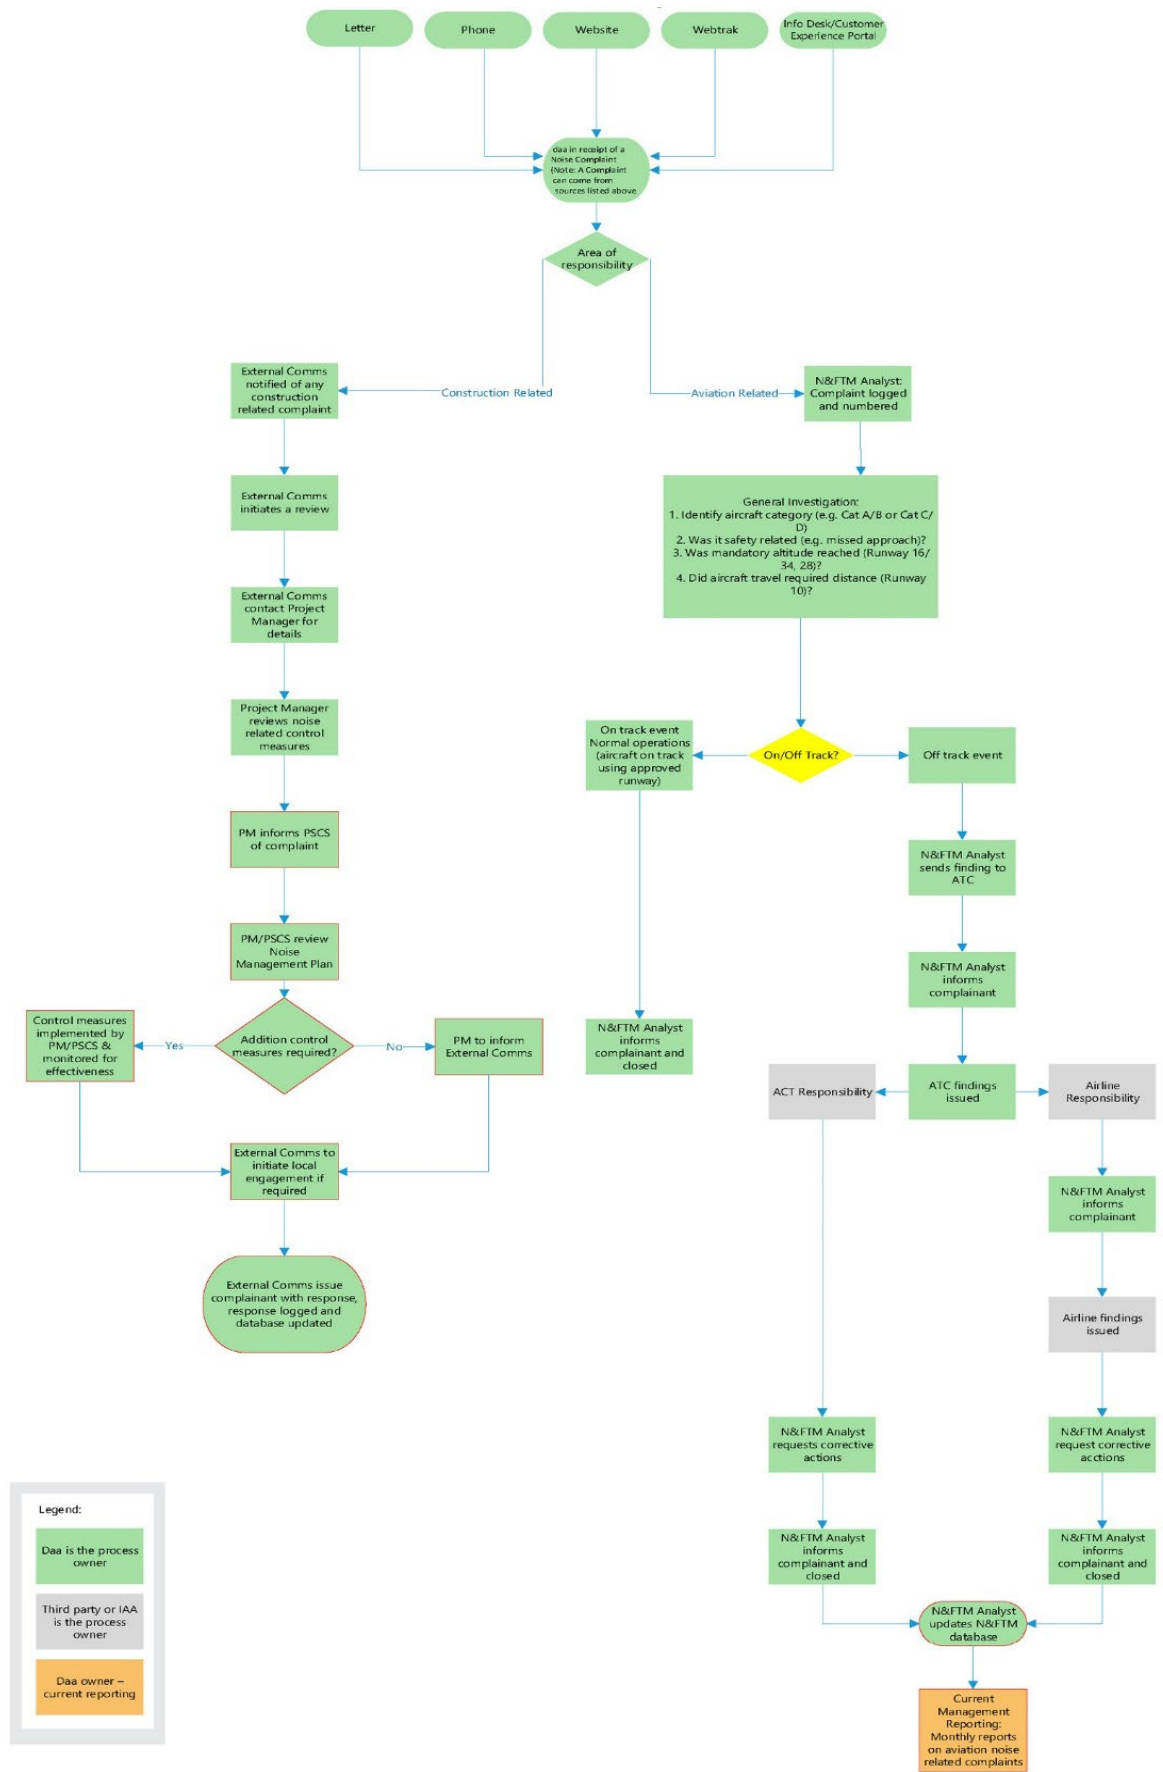 Letter
Phone
Website
Webtrak
Info Desk/Customer
Experience Portal
daa in receipt of a
Noise Complaint
(Note: A Complaint
can come from
sources listed above
Area of
responsibility
Construction Related
Aviation Related
External Comms
notified of any
construction
related complaint
External Comms
initiates a review
External Comms
contact Project
Manager for
details
Project Manager
reviews noise
related control
measures
PM informs PSCS
of complaint
PM/PSCS review
Noise
Management Plan
Addition control
measures required?
Yes
No
Control measures
implemented by
PM/PSCS &
monitored for
effectiveness
PM to inform
External Comms
External Comms to
initiate local
engagement if
required
External Comms issue
complainant with response,
response logged and
database updated
N&FTM Analyst:
Complaint logged
and numbered
General Investigation:
1. Identify aircraft category (e.g. Cat A/B or Cat C/
D)
2. Was it safety related (e.g. missed approach)?
3. Was mandatory altitude reached (Runway 16/
34, 28)?
4. Did aircraft travel required distance (Runway
10)?
On/Off Track?
On track event
Normal operations
(aircraft on track
using approved
runway)
N&FTM Analyst
informs
complainant and
closed
Off track event
N&FTM Analyst
sends finding to
ATC
N&FTM Analyst
informs
complainant
ATC findings
issued
ACT Responsibility
Airline
Responsibility
N&FTM Analyst
informs
complainant
Airline findings
issued
N&FTM Analyst
requests corrective
actions
N&FTM Analyst
request corrective
acctions
N&FTM Analyst
informs
complainant and
closed
N&FTM Analyst
informs
complainant and
closed
N&FTM Analyst
updates N&FTM
database
Current
Management
Reporting:
Monthly reports
on aviation noise
related complaints
Legend:
Daa is the process
owner
Third party or IAA
is the process
owner
Daa owner –
current reporting